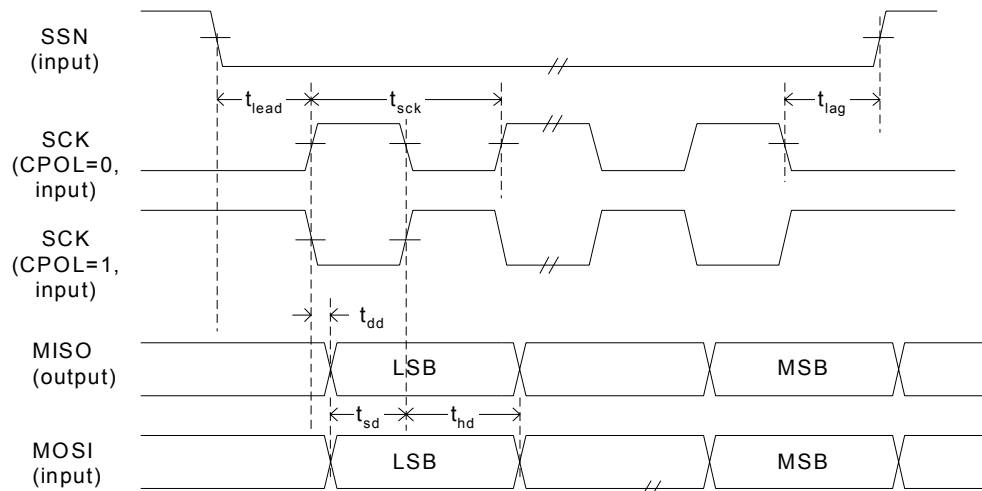 SSN
(input)
t_lead
t_sck
t_lag
SCK
(CPOL=0,
input)
SCK
(CPOL=1,
input)
t_dd
MISO
(output)
LSB
MSB
t_sd
t_hd
MOSI
(input)
LSB
MSB